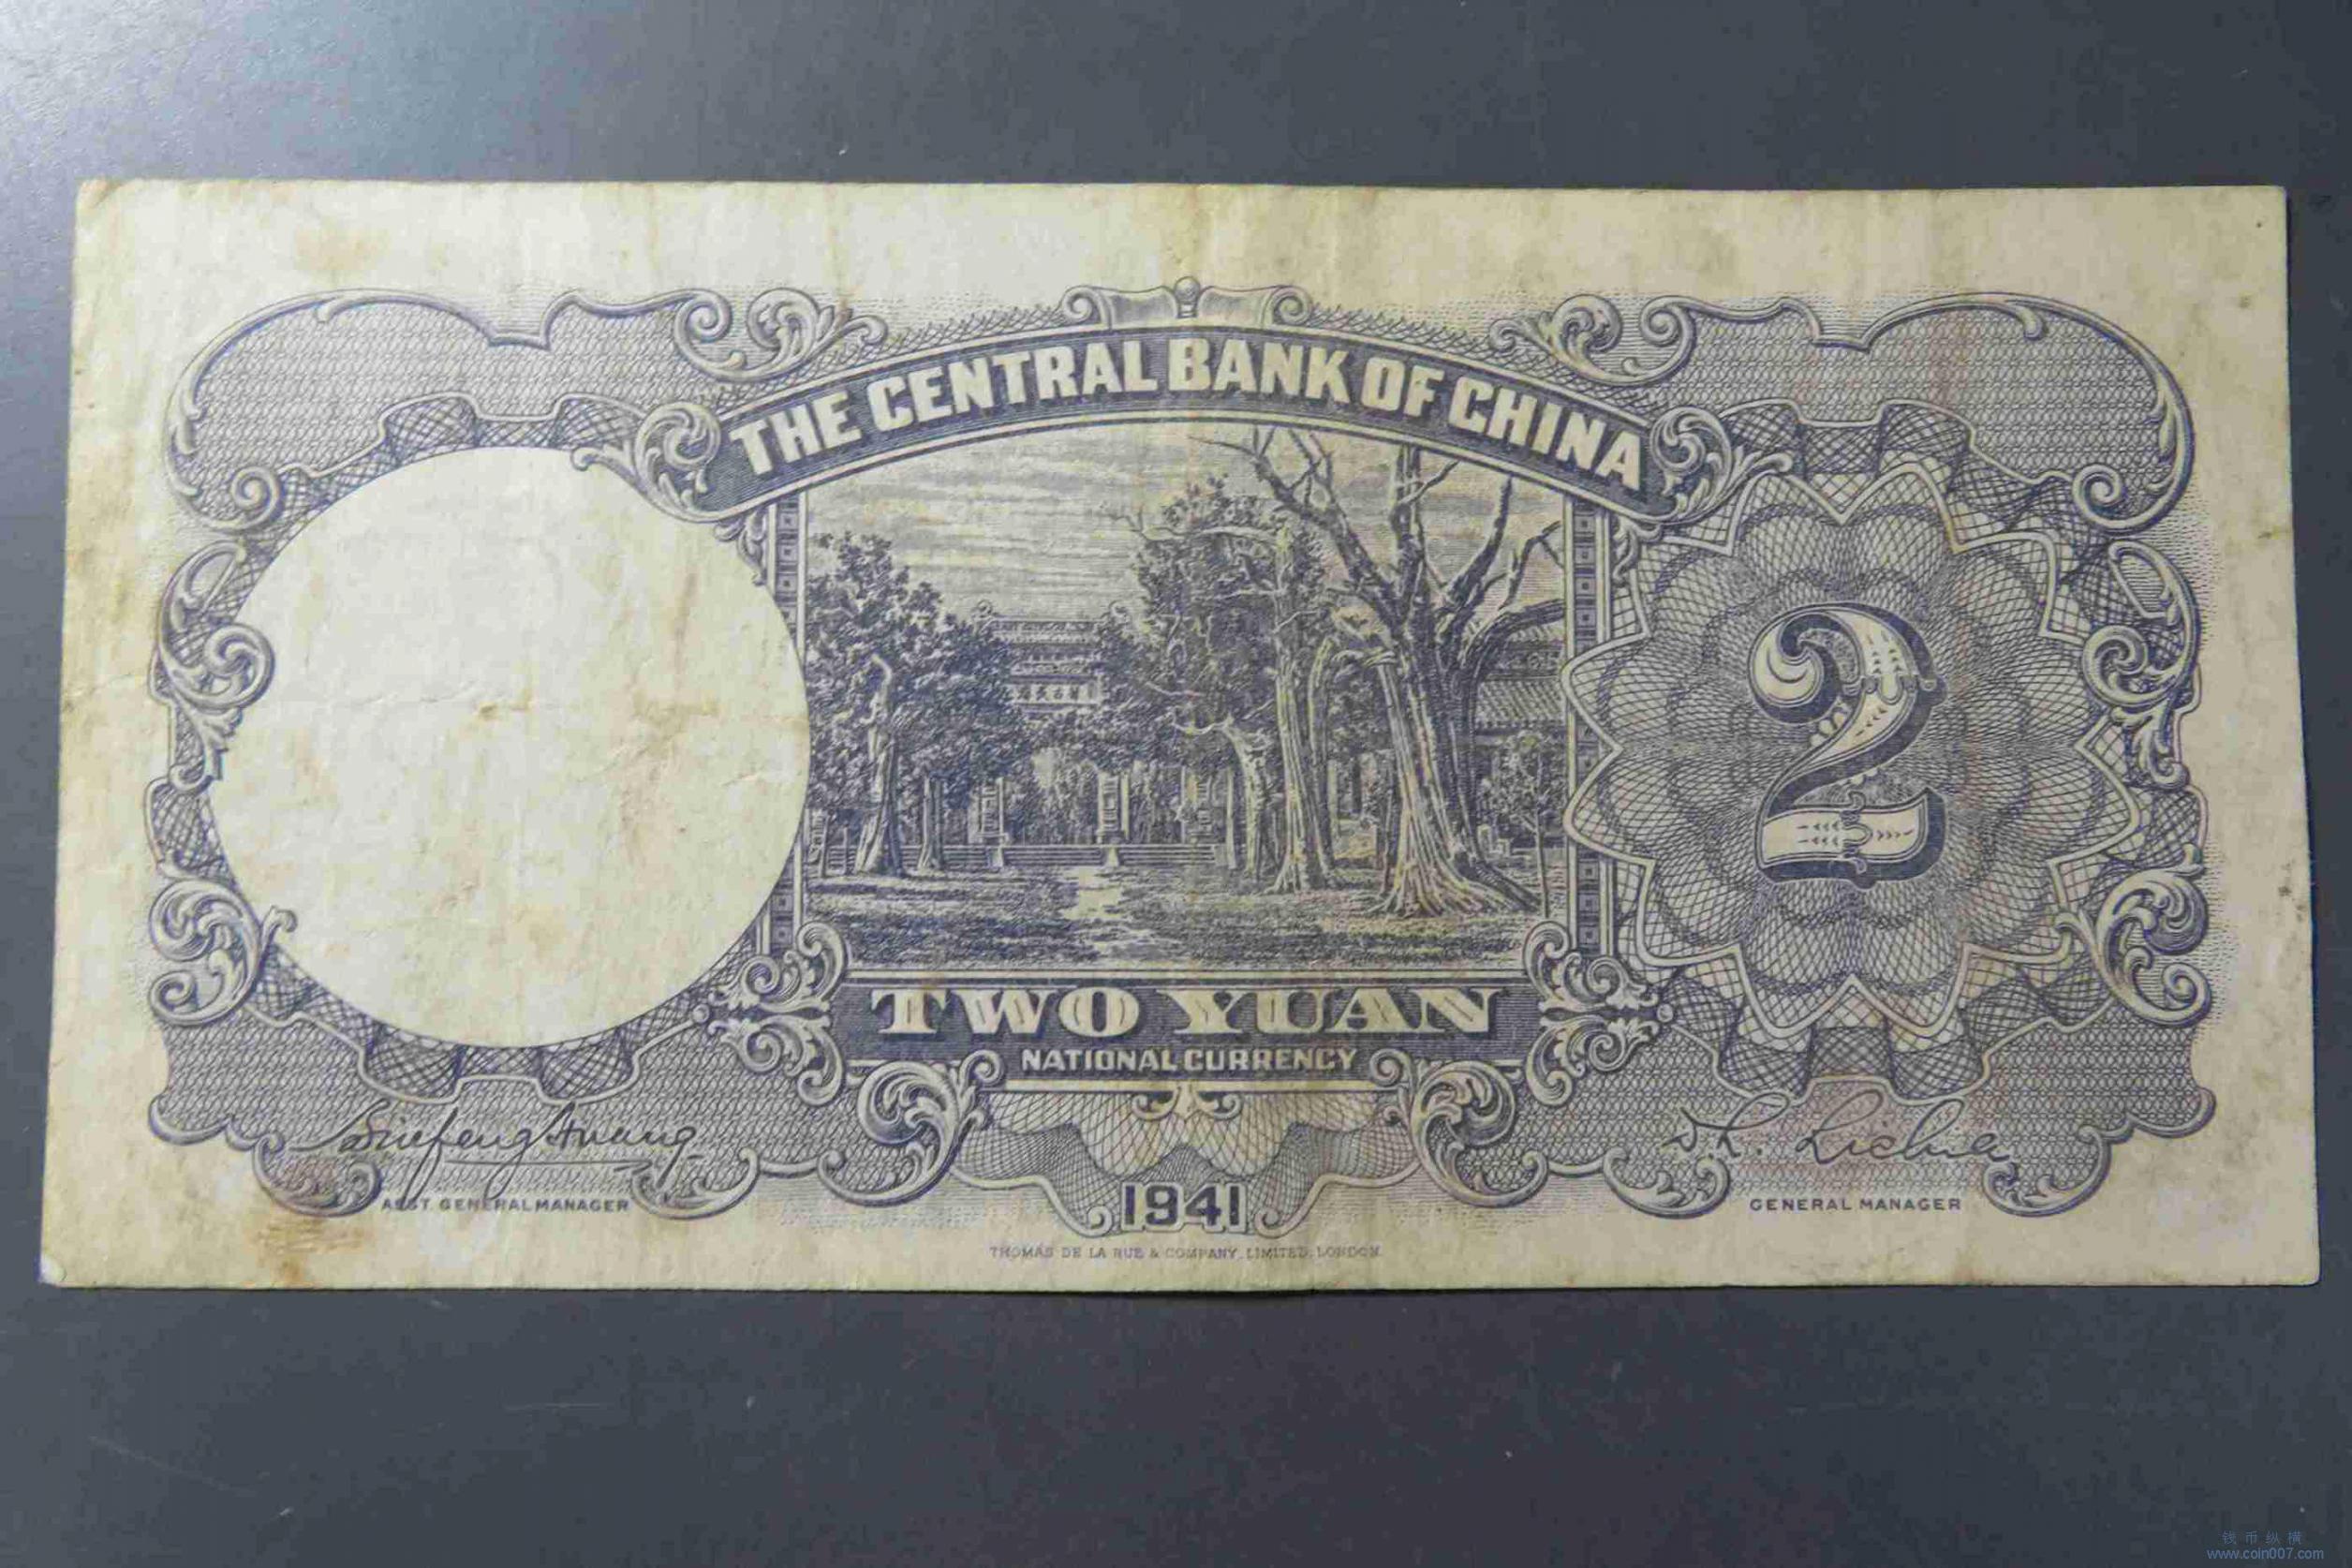 THE CENTRAL BANK OF CHINA
2
TWO YUAN
NATIONAL CURRENCY
ASST. GENERAL MANAGER
GENERAL MANAGER
1941
THOMAS DE LA RUE & COMPANY, LIMITED, LONDON.
钱币纵横
www.coin007.com